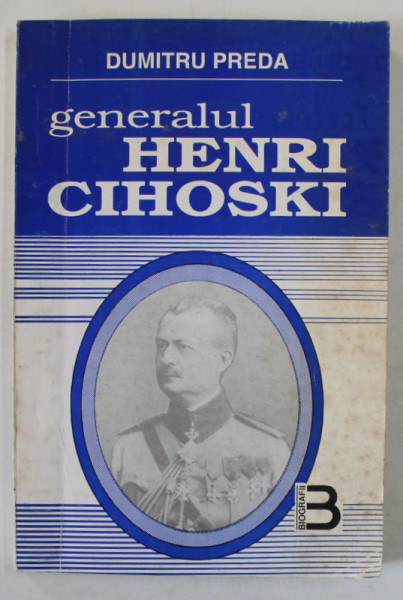 DUMITRU PREDA
generalul
HENRI
CIHOSKI
BIOGRAFII
B